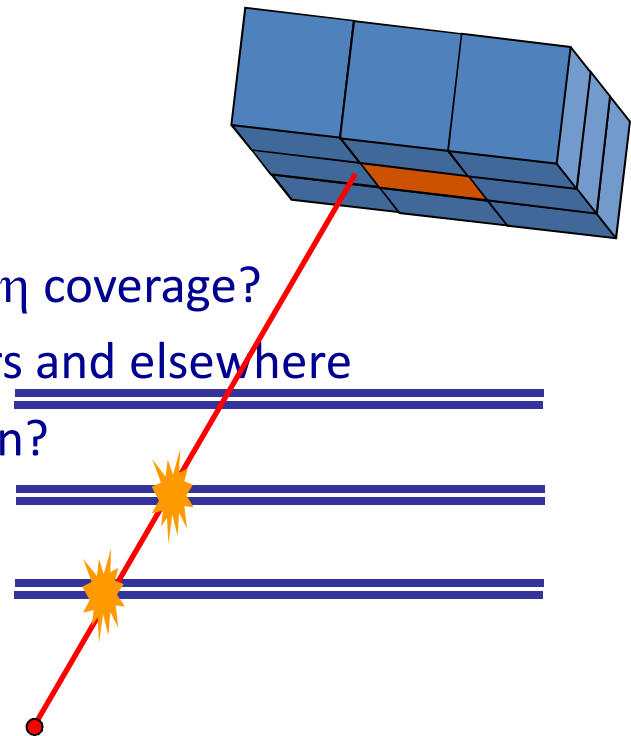 η coverage?
rs and elsewhere
n?